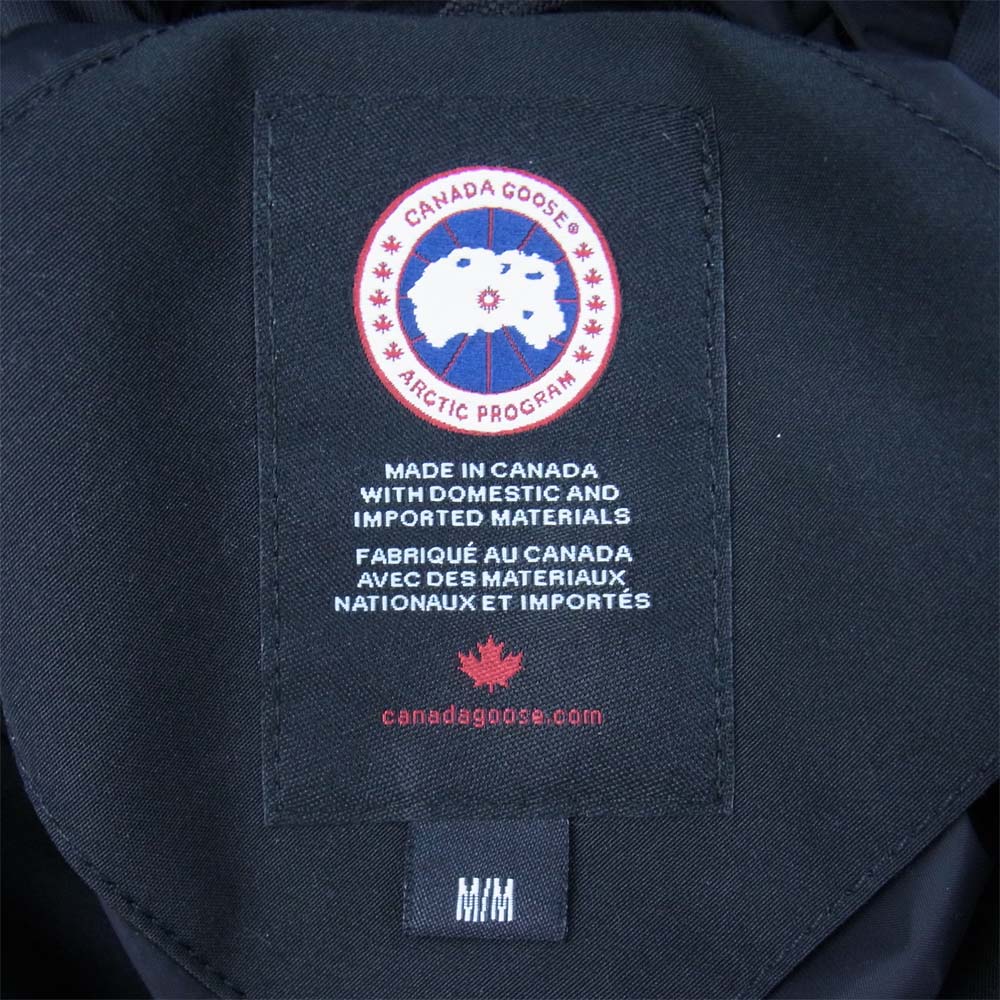 CANADA GOOSE®
ARCTIC PROGRAM
MADE IN CANADA
WITH DOMESTIC AND
IMPORTED MATERIALS
FABRIQUÉ AU CANADA
AVEC DES MATERIAUX
NATIONAUX ET IMPORTÉS
canadagoose.com
M/M